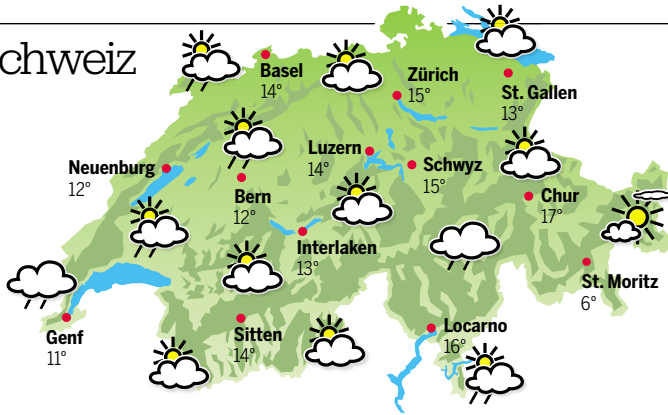 chweiz
Basel
14°
Zürich
15°
St. Gallen
13°
Luzern
14°
Schwyz
15°
Neuenburg
12°
Bern
12°
Chur
17°
Interlaken
13°
St. Moritz
6°
Genf
11°
Sitten
14°
Locarno
16°